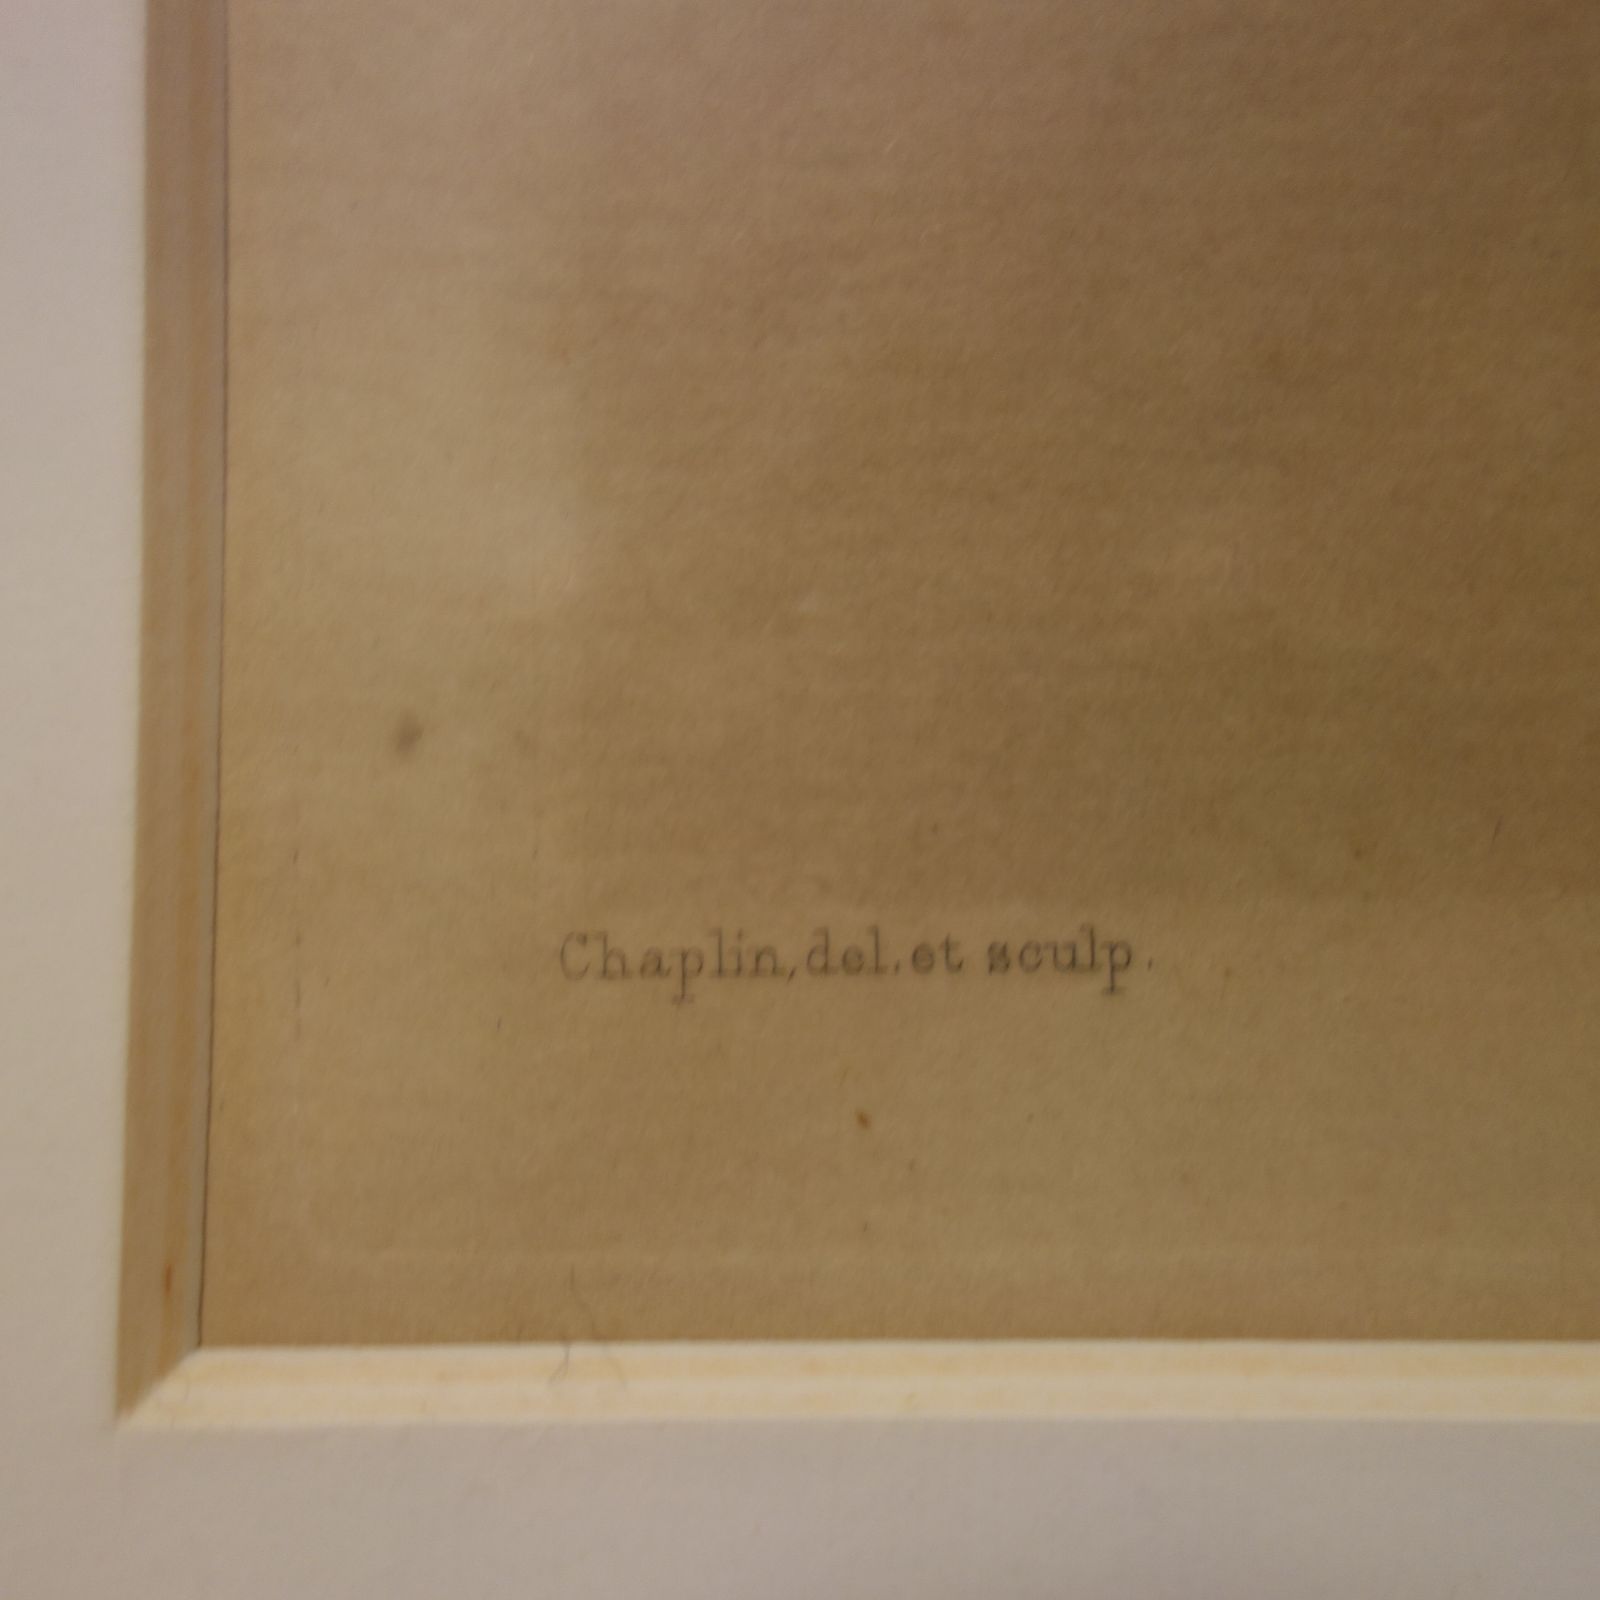 Chaplin, del. et sculp.